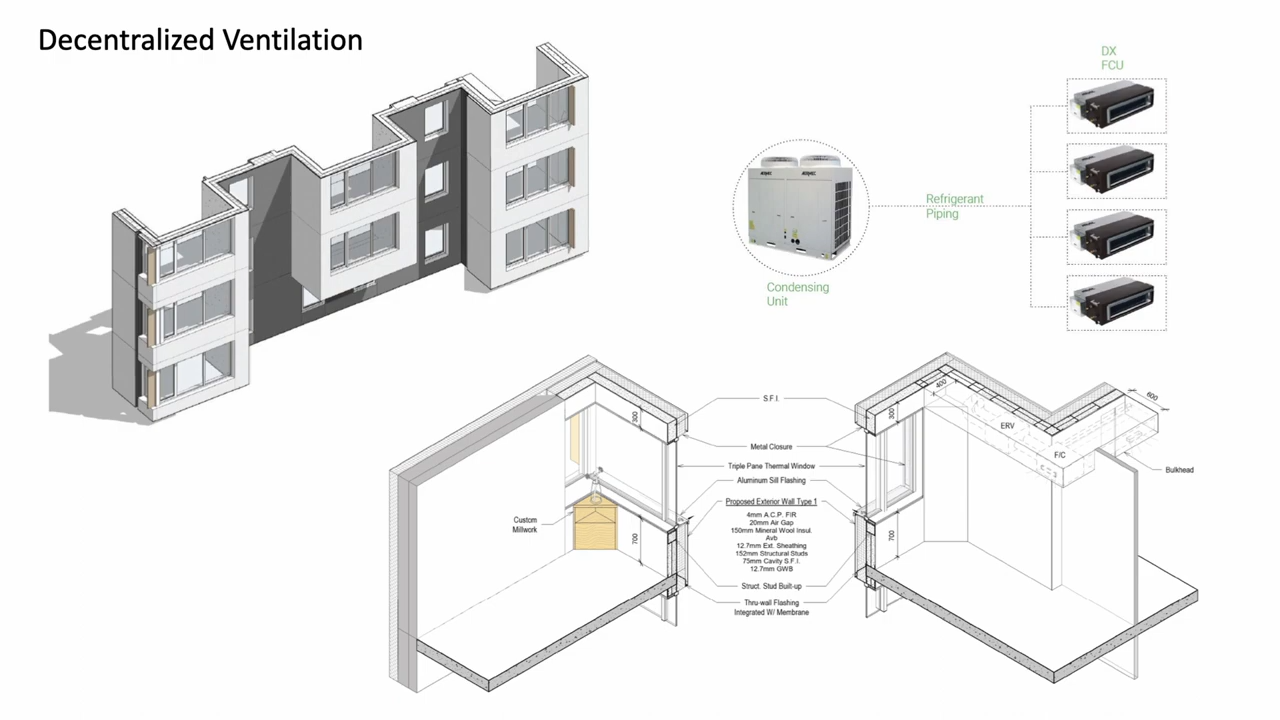 Decentralized Ventilation
DX
FCU
Refrigerant
Piping
Condensing
Unit
S.F.I.
Metal Closure
Triple Pane Thermal Window
Aluminum Sill Flashing
Proposed Exterior Wall Type 1
4mm A.C.P. F/R
20mm Air Gap
150mm Mineral Wool Insul.
Avb
12.7mm Ext. Sheathing
152mm Structural Studs
75mm Cavity S.F.I.
12.7mm GWB
Struct. Stud Built-up
Thru-wall Flashing
Integrated W/ Membrane
Custom
Millwork
300
700
300
400
600
ERV
F/C
Bulkhead
700